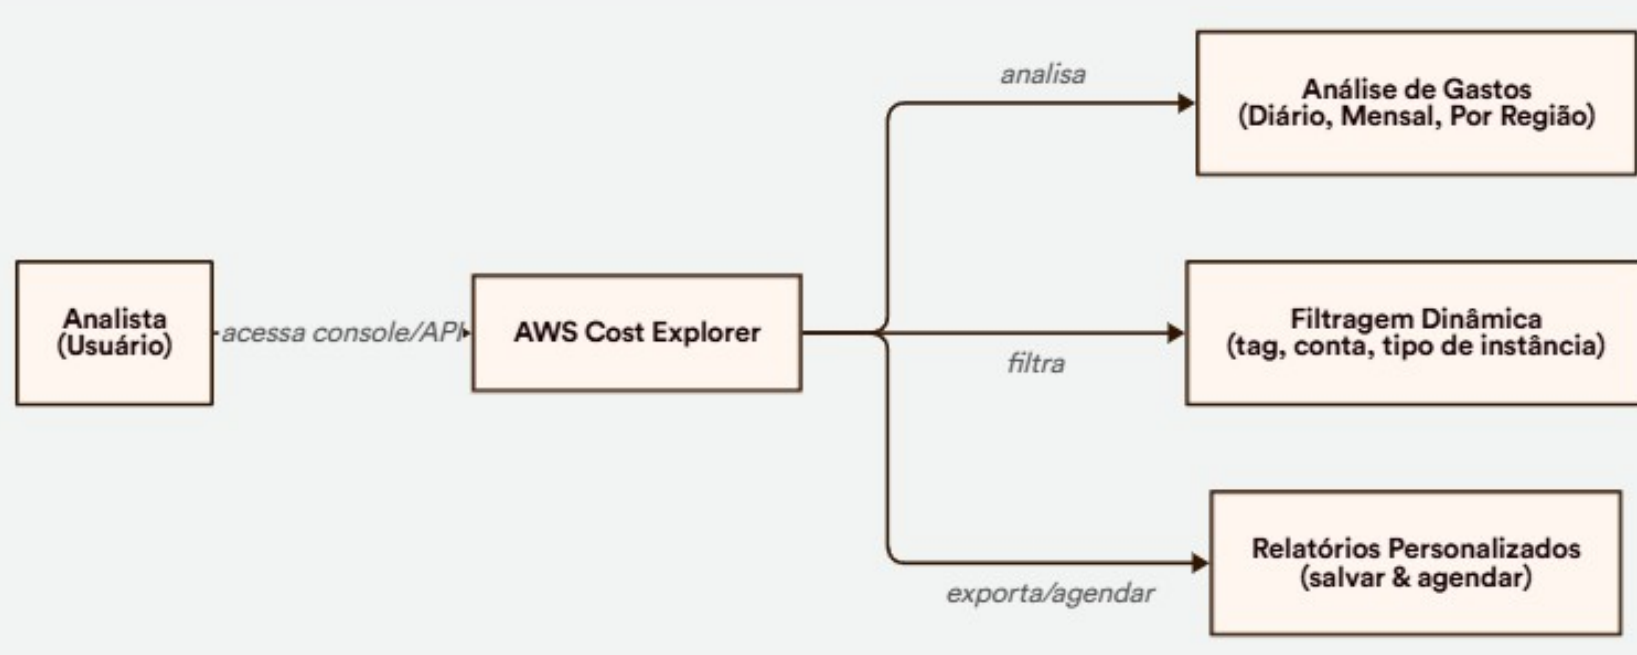 analisa
Análise de Gastos
(Diário, Mensal, Por Região)
Analista
(Usuário)
acessa console/API
AWS Cost Explorer
filtra
Filtragem Dinâmica
(tag, conta, tipo de instância)
exporta/agendar
Relatórios Personalizados
(salvar & agendar)